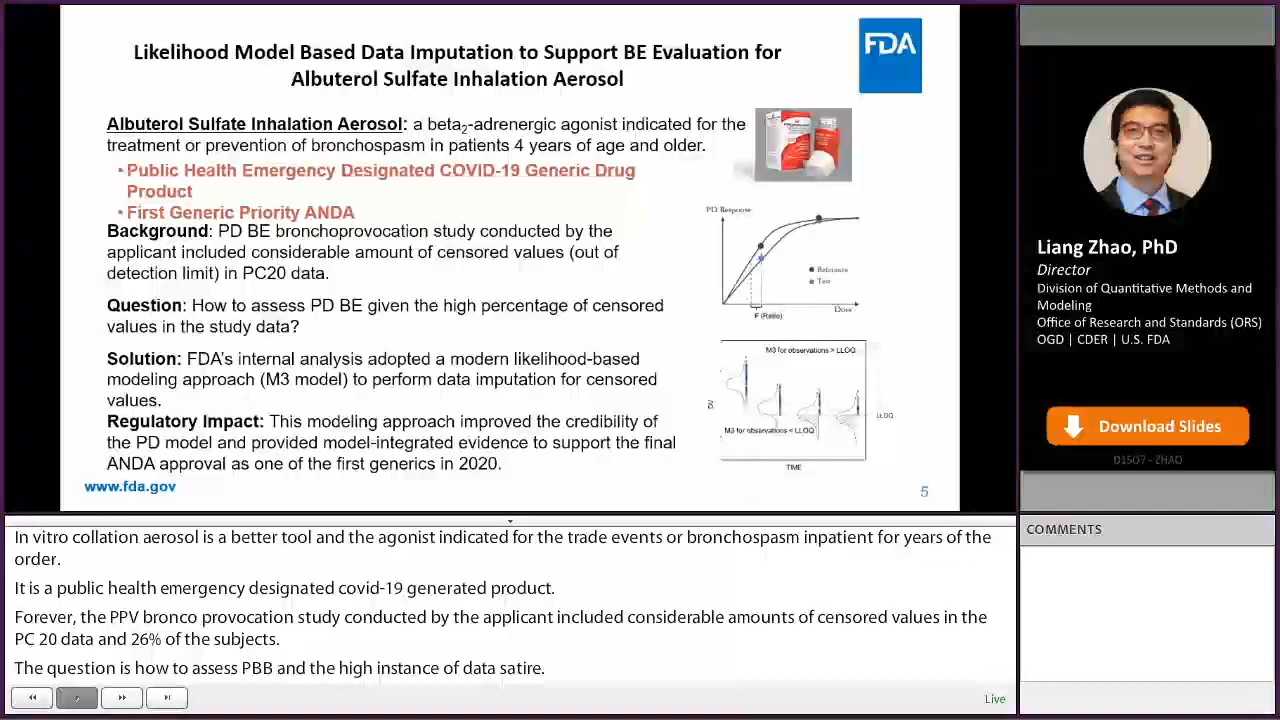 Likelihood Model Based Data Imputation to Support BE Evaluation for
Albuterol Sulfate Inhalation Aerosol
FDA
Albuterol Sulfate Inhalation Aerosol: a beta2-adrenergic agonist indicated for the
treatment or prevention of bronchospasm in patients 4 years of age and older.
• Public Health Emergency Designated COVID-19 Generic Drug
Product
• First Generic Priority ANDA
Background: PD BE bronchoprovocation study conducted by the
applicant included considerable amount of censored values (out of
detection limit) in PC20 data.
Question: How to assess PD BE given the high percentage of censored
values in the study data?
Solution: FDA's internal analysis adopted a modern likelihood-based
modeling approach (M3 model) to perform data imputation for censored
values.
Regulatory Impact: This modeling approach improved the credibility of
the PD model and provided model-integrated evidence to support the final
ANDA approval as one of the first generics in 2020.
www.fda.gov
5
PD Response
Reference
Test
F (Ratio)
Dose
M3 for observations > LLOQ
DV
LLOQ
M3 for observations < LLOQ
TIME
Liang Zhao, PhD
Director
Division of Quantitative Methods and
Modeling
Office of Research and Standards (ORS)
OGD | CDER | U.S. FDA
Download Slides
D1S07 - ZHAO
In vitro collation aerosol is a better tool and the agonist indicated for the trade events or bronchospasm inpatient for years of the
order.
It is a public health emergency designated covid-19 generated product.
Forever, the PPV bronco provocation study conducted by the applicant included considerable amounts of censored values in the
PC 20 data and 26% of the subjects.
The question is how to assess PBB and the high instance of data satire.
Live
COMMENTS